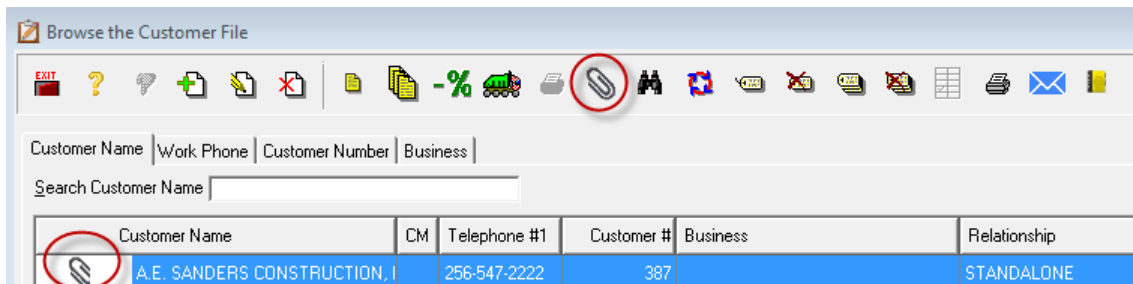 Browse the Customer File
EXIT ? -%
Customer Name Work Phone Customer Number Business
Search Customer Name
Customer Name CM Telephone #1 Customer # Business Relationship
A.E. SANDERS CONSTRUCTION, 256-547-2222 387 STANDALONE